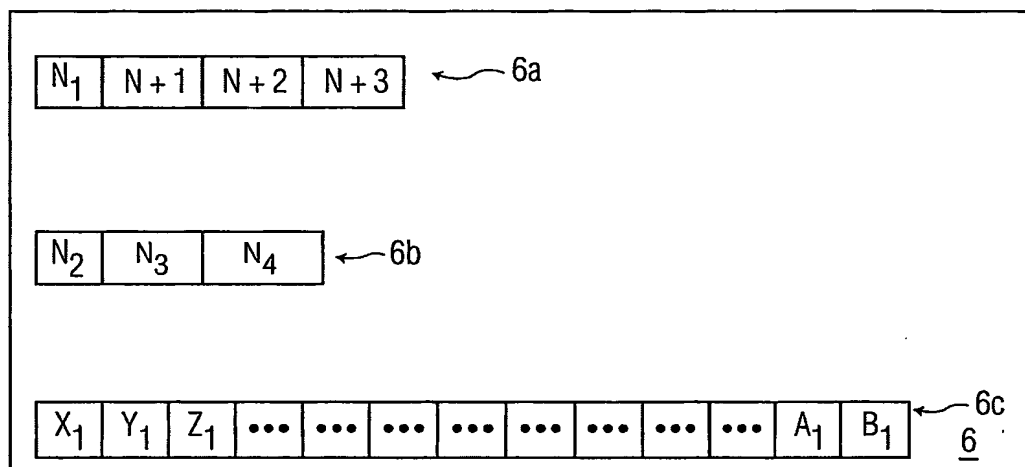 N₁ N + 1 N + 2 N + 3 6a
N₂ N₃ N₄ 6b
X₁ Y₁ Z₁ ••• ••• ••• ••• ••• ••• ••• ••• A₁ B₁ 6c
6